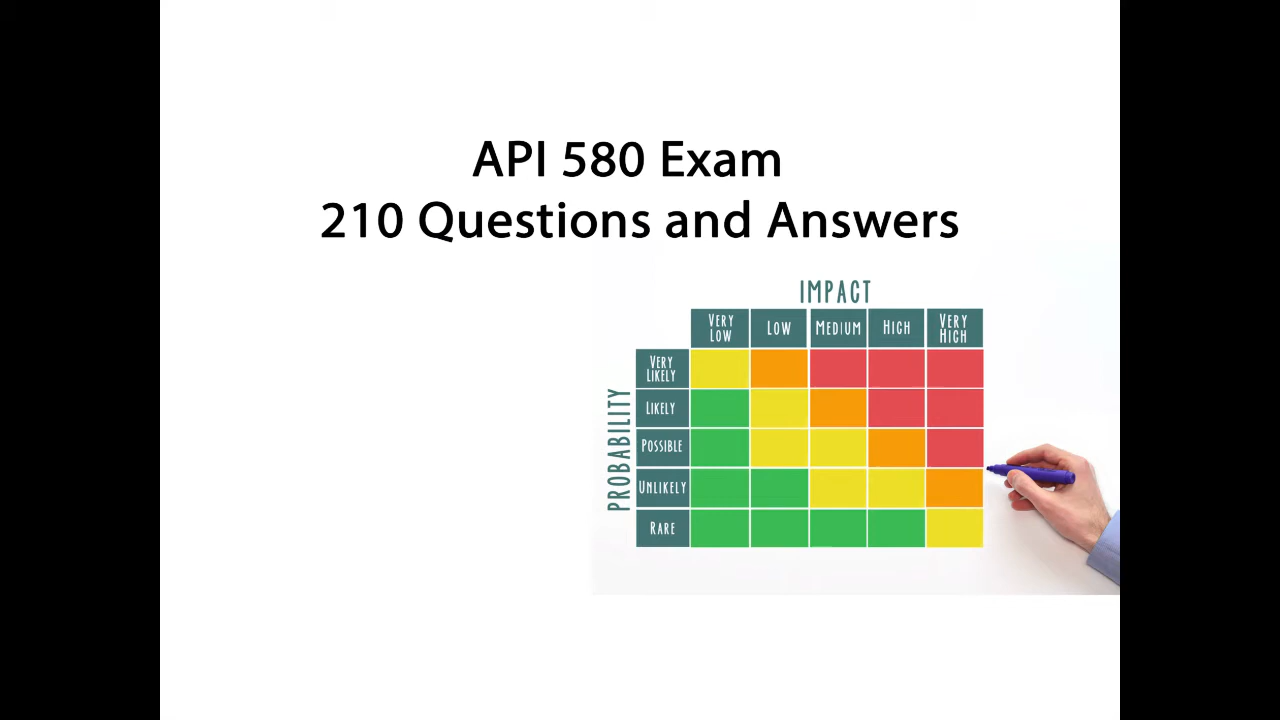 API 580 Exam
210 Questions and Answers
IMPACT
VERY LOW
LOW
MEDIUM
HIGH
VERY HIGH
PROBABILITY
VERY LIKELY
LIKELY
POSSIBLE
UNLIKELY
RARE